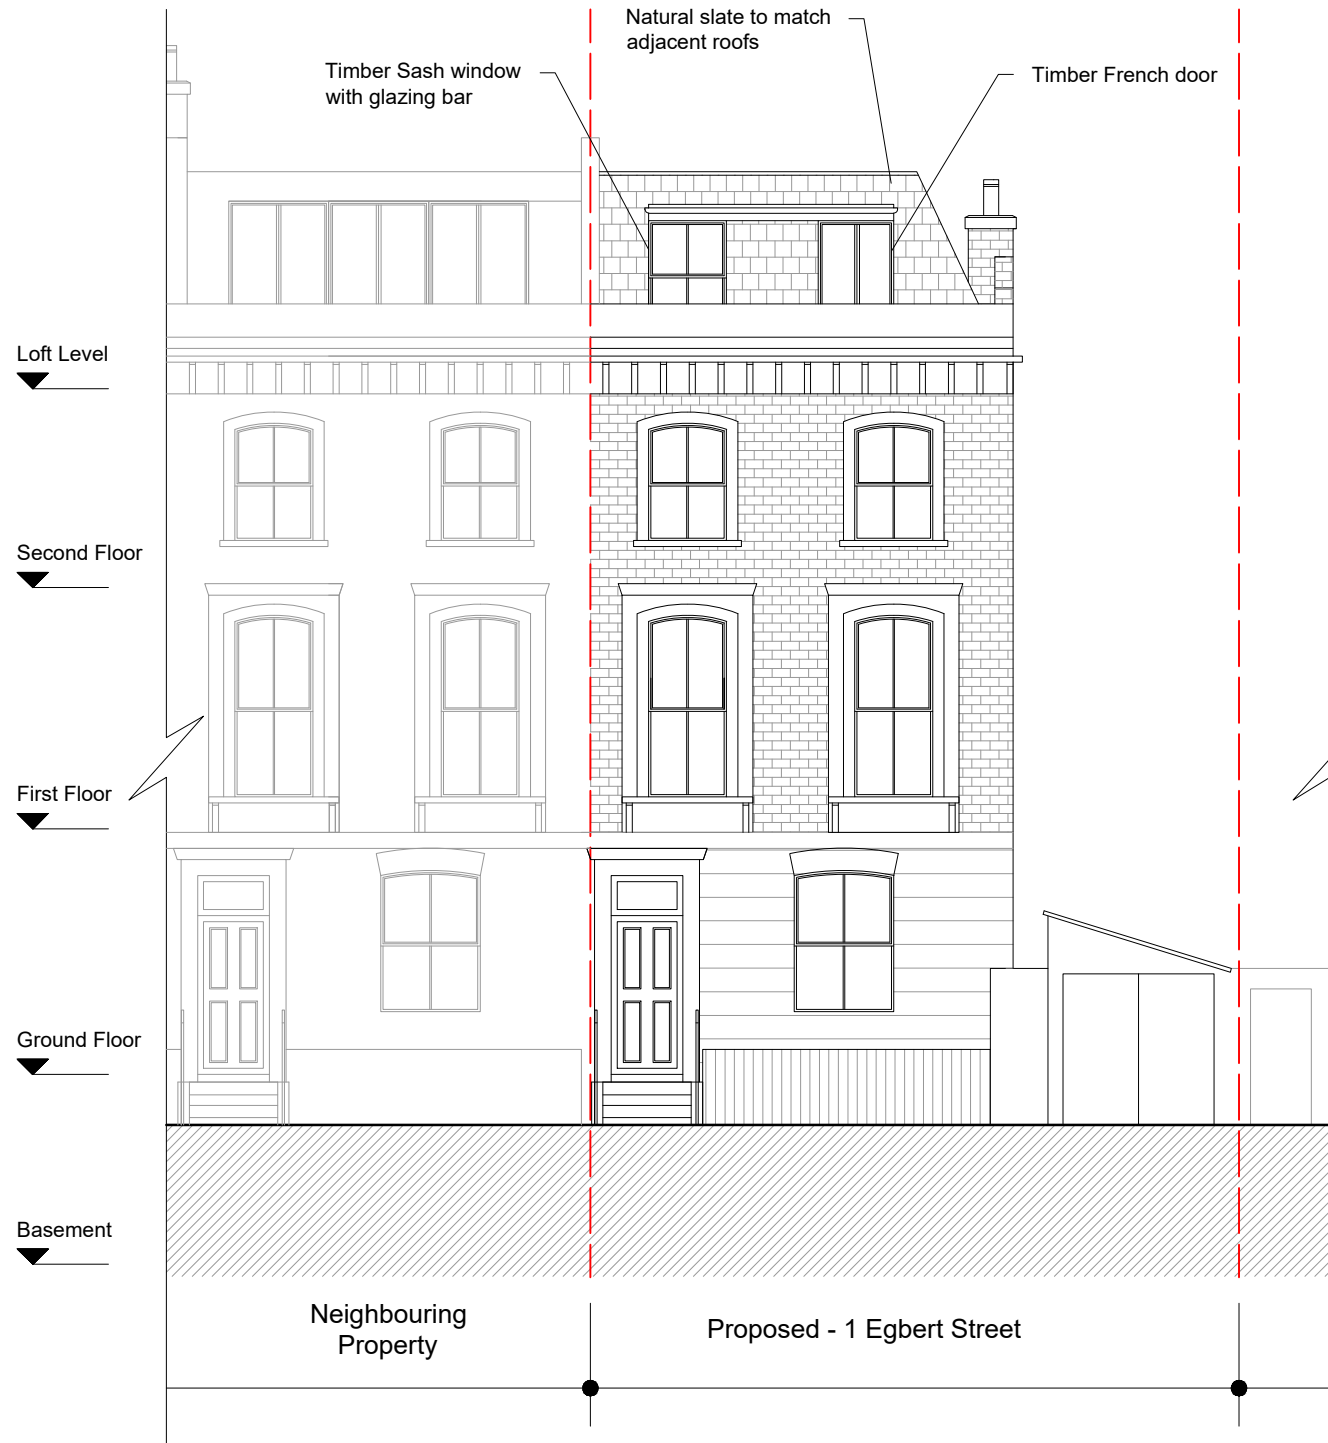 Natural slate to match
adjacent roofs
Timber Sash window
with glazing bar
Timber French door
Loft Level
Second Floor
First Floor
Ground Floor
Basement
Neighbouring
Property
Proposed - 1 Egbert Street